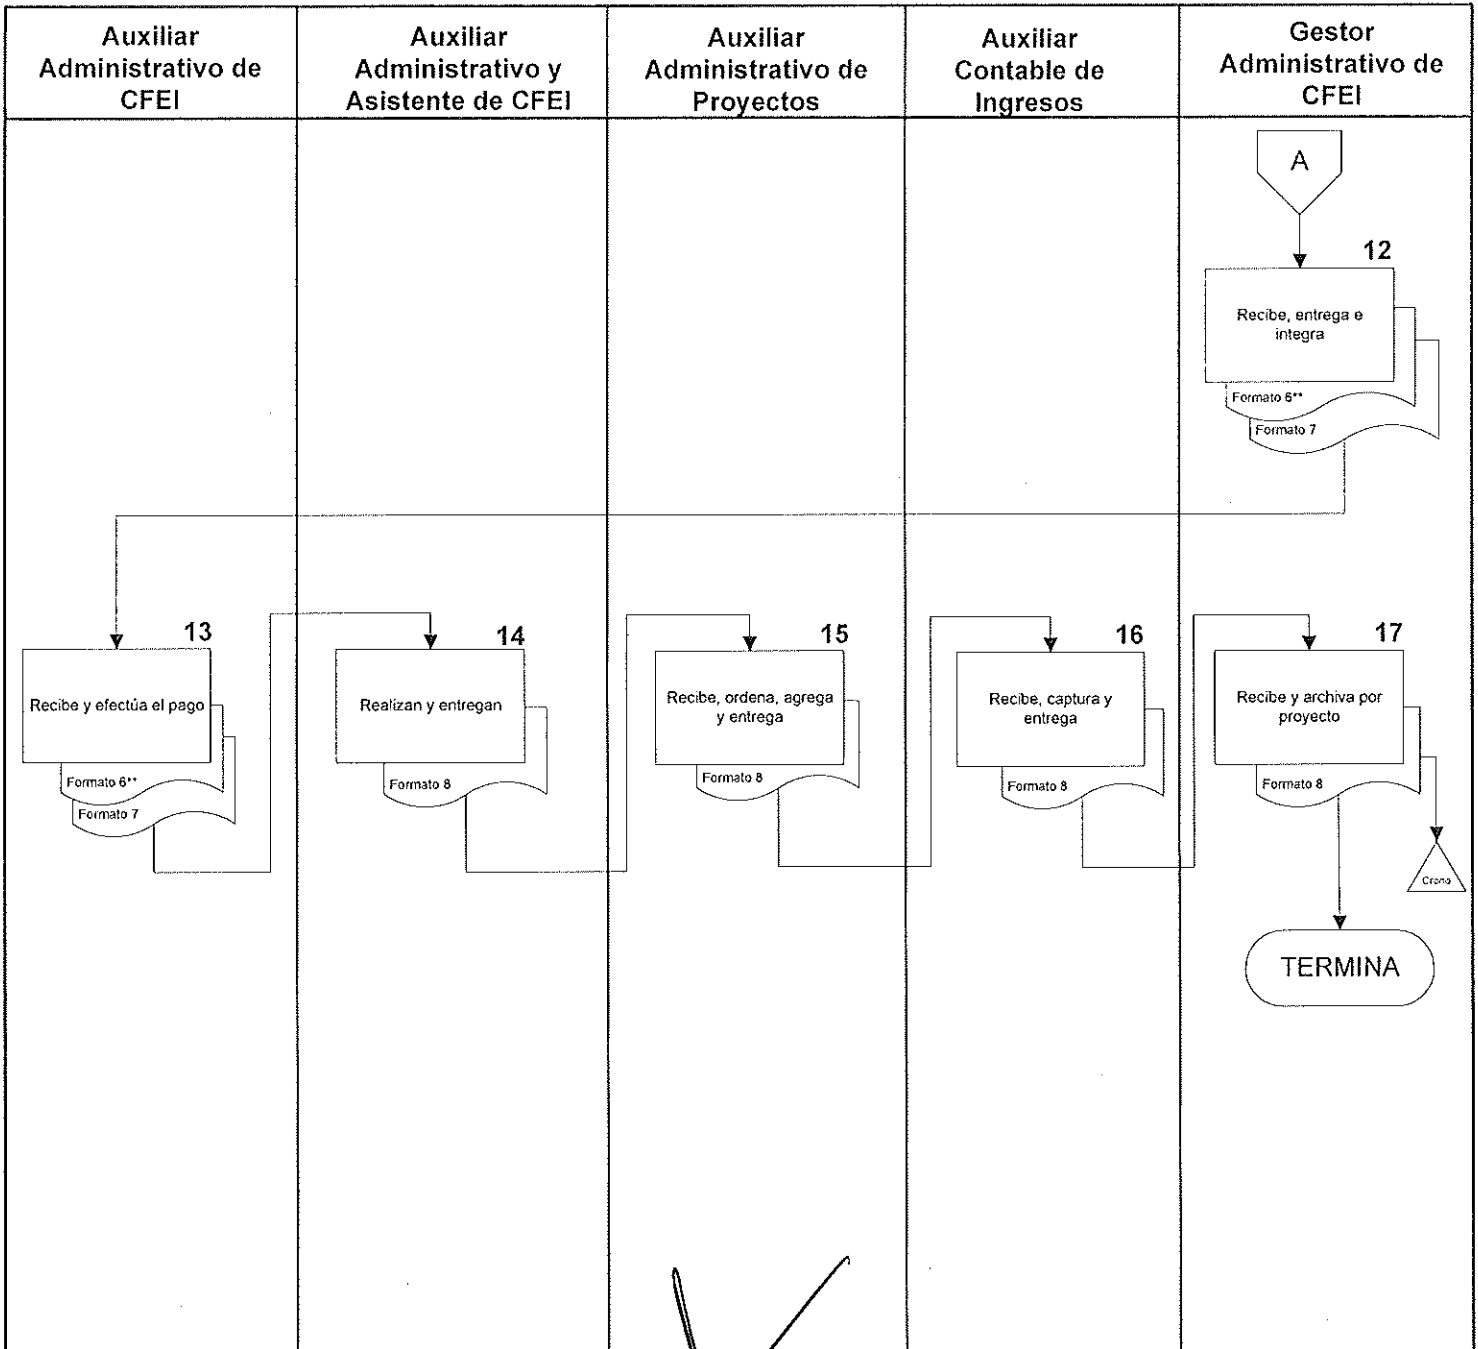 Auxiliar
Administrativo de
CFEI
Auxiliar
Administrativo y
Asistente de CFEI
Auxiliar
Administrativo de
Proyectos
Auxiliar
Contable de
Ingresos
Gestor
Administrativo de
CFEI
A
12
Recibe, entrega e
integra
Formato 6**
Formato 7
13
Recibe y efectúa el pago
Formato 6**
Formato 7
14
Realizan y entregan
Formato 8
15
Recibe, ordena, agrega
y entrega
Formato 8
16
Recibe, captura y
entrega
Formato 8
17
Recibe y archiva por
proyecto
Formato 8
Crono
TERMINA